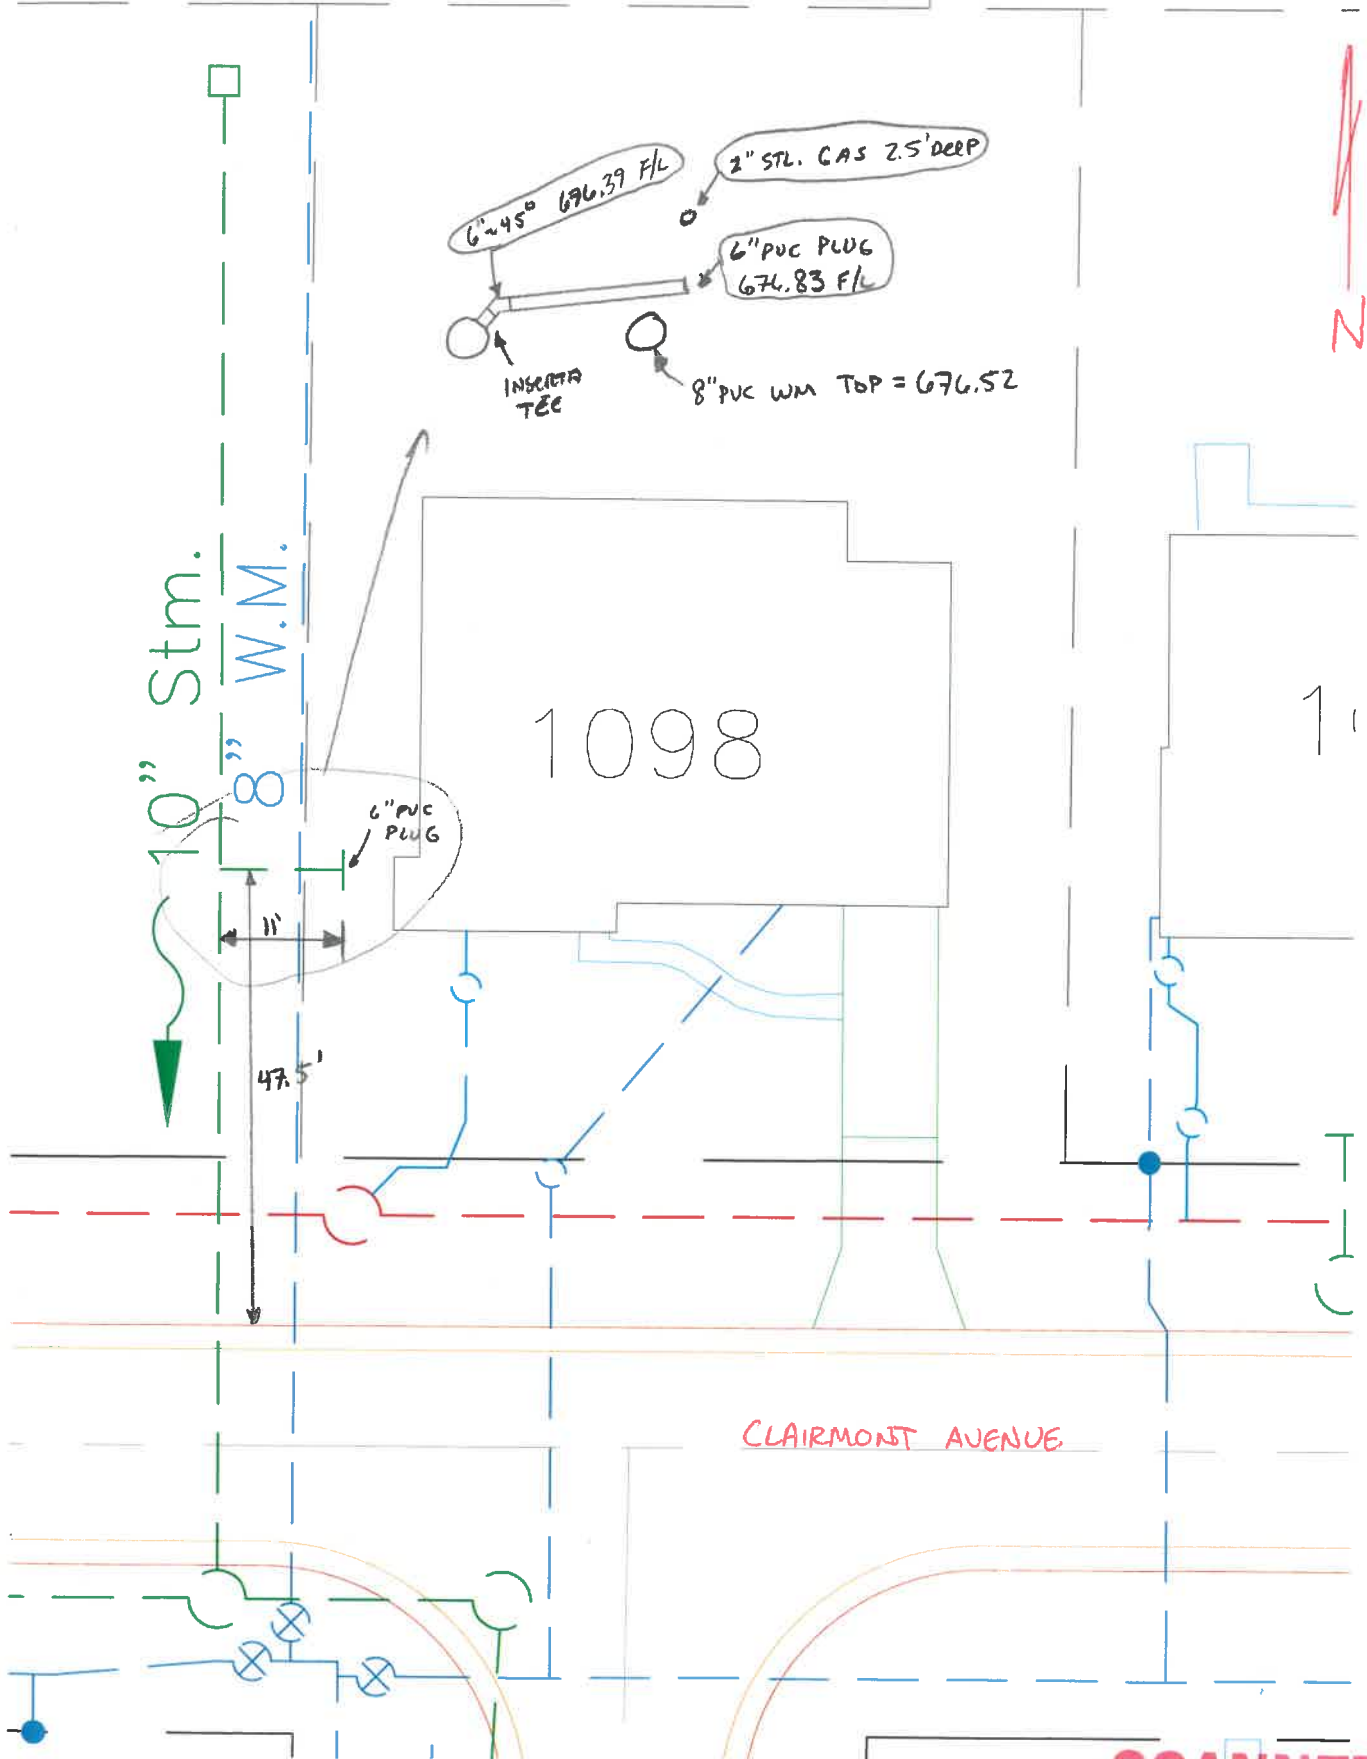 2" STL. GAS 2.5' DEEP
6"~45° 676.39 F/L
6" PVC PLUG
676.83 F/L
INSERTA
TEE
8" PVC WM TOP = 676.52
10" Stm.
8" W.M.
1098
6" PVC
PLUG
11'
47.5'
N
CLAIRMONT AVENUE